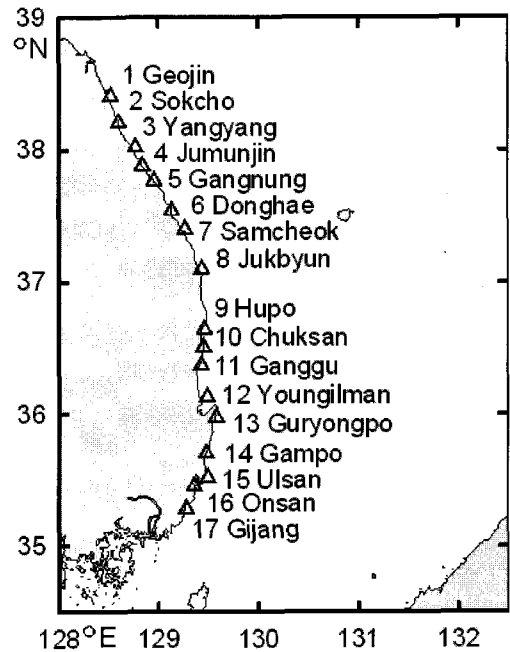 39
°N
1 Geojin
2 Sokcho
3 Yangyang
38
4 Jumunjin
5 Gangnung
6 Donghae
7 Samcheok
37
8 Jukbyun
9 Hupo
10 Chuksan
11 Ganggu
12 Youngilman
36
13 Guryongpo
14 Gampo
15 Ulsan
16 Onsan
17 Gijang
35
128°E 129 130 131 132